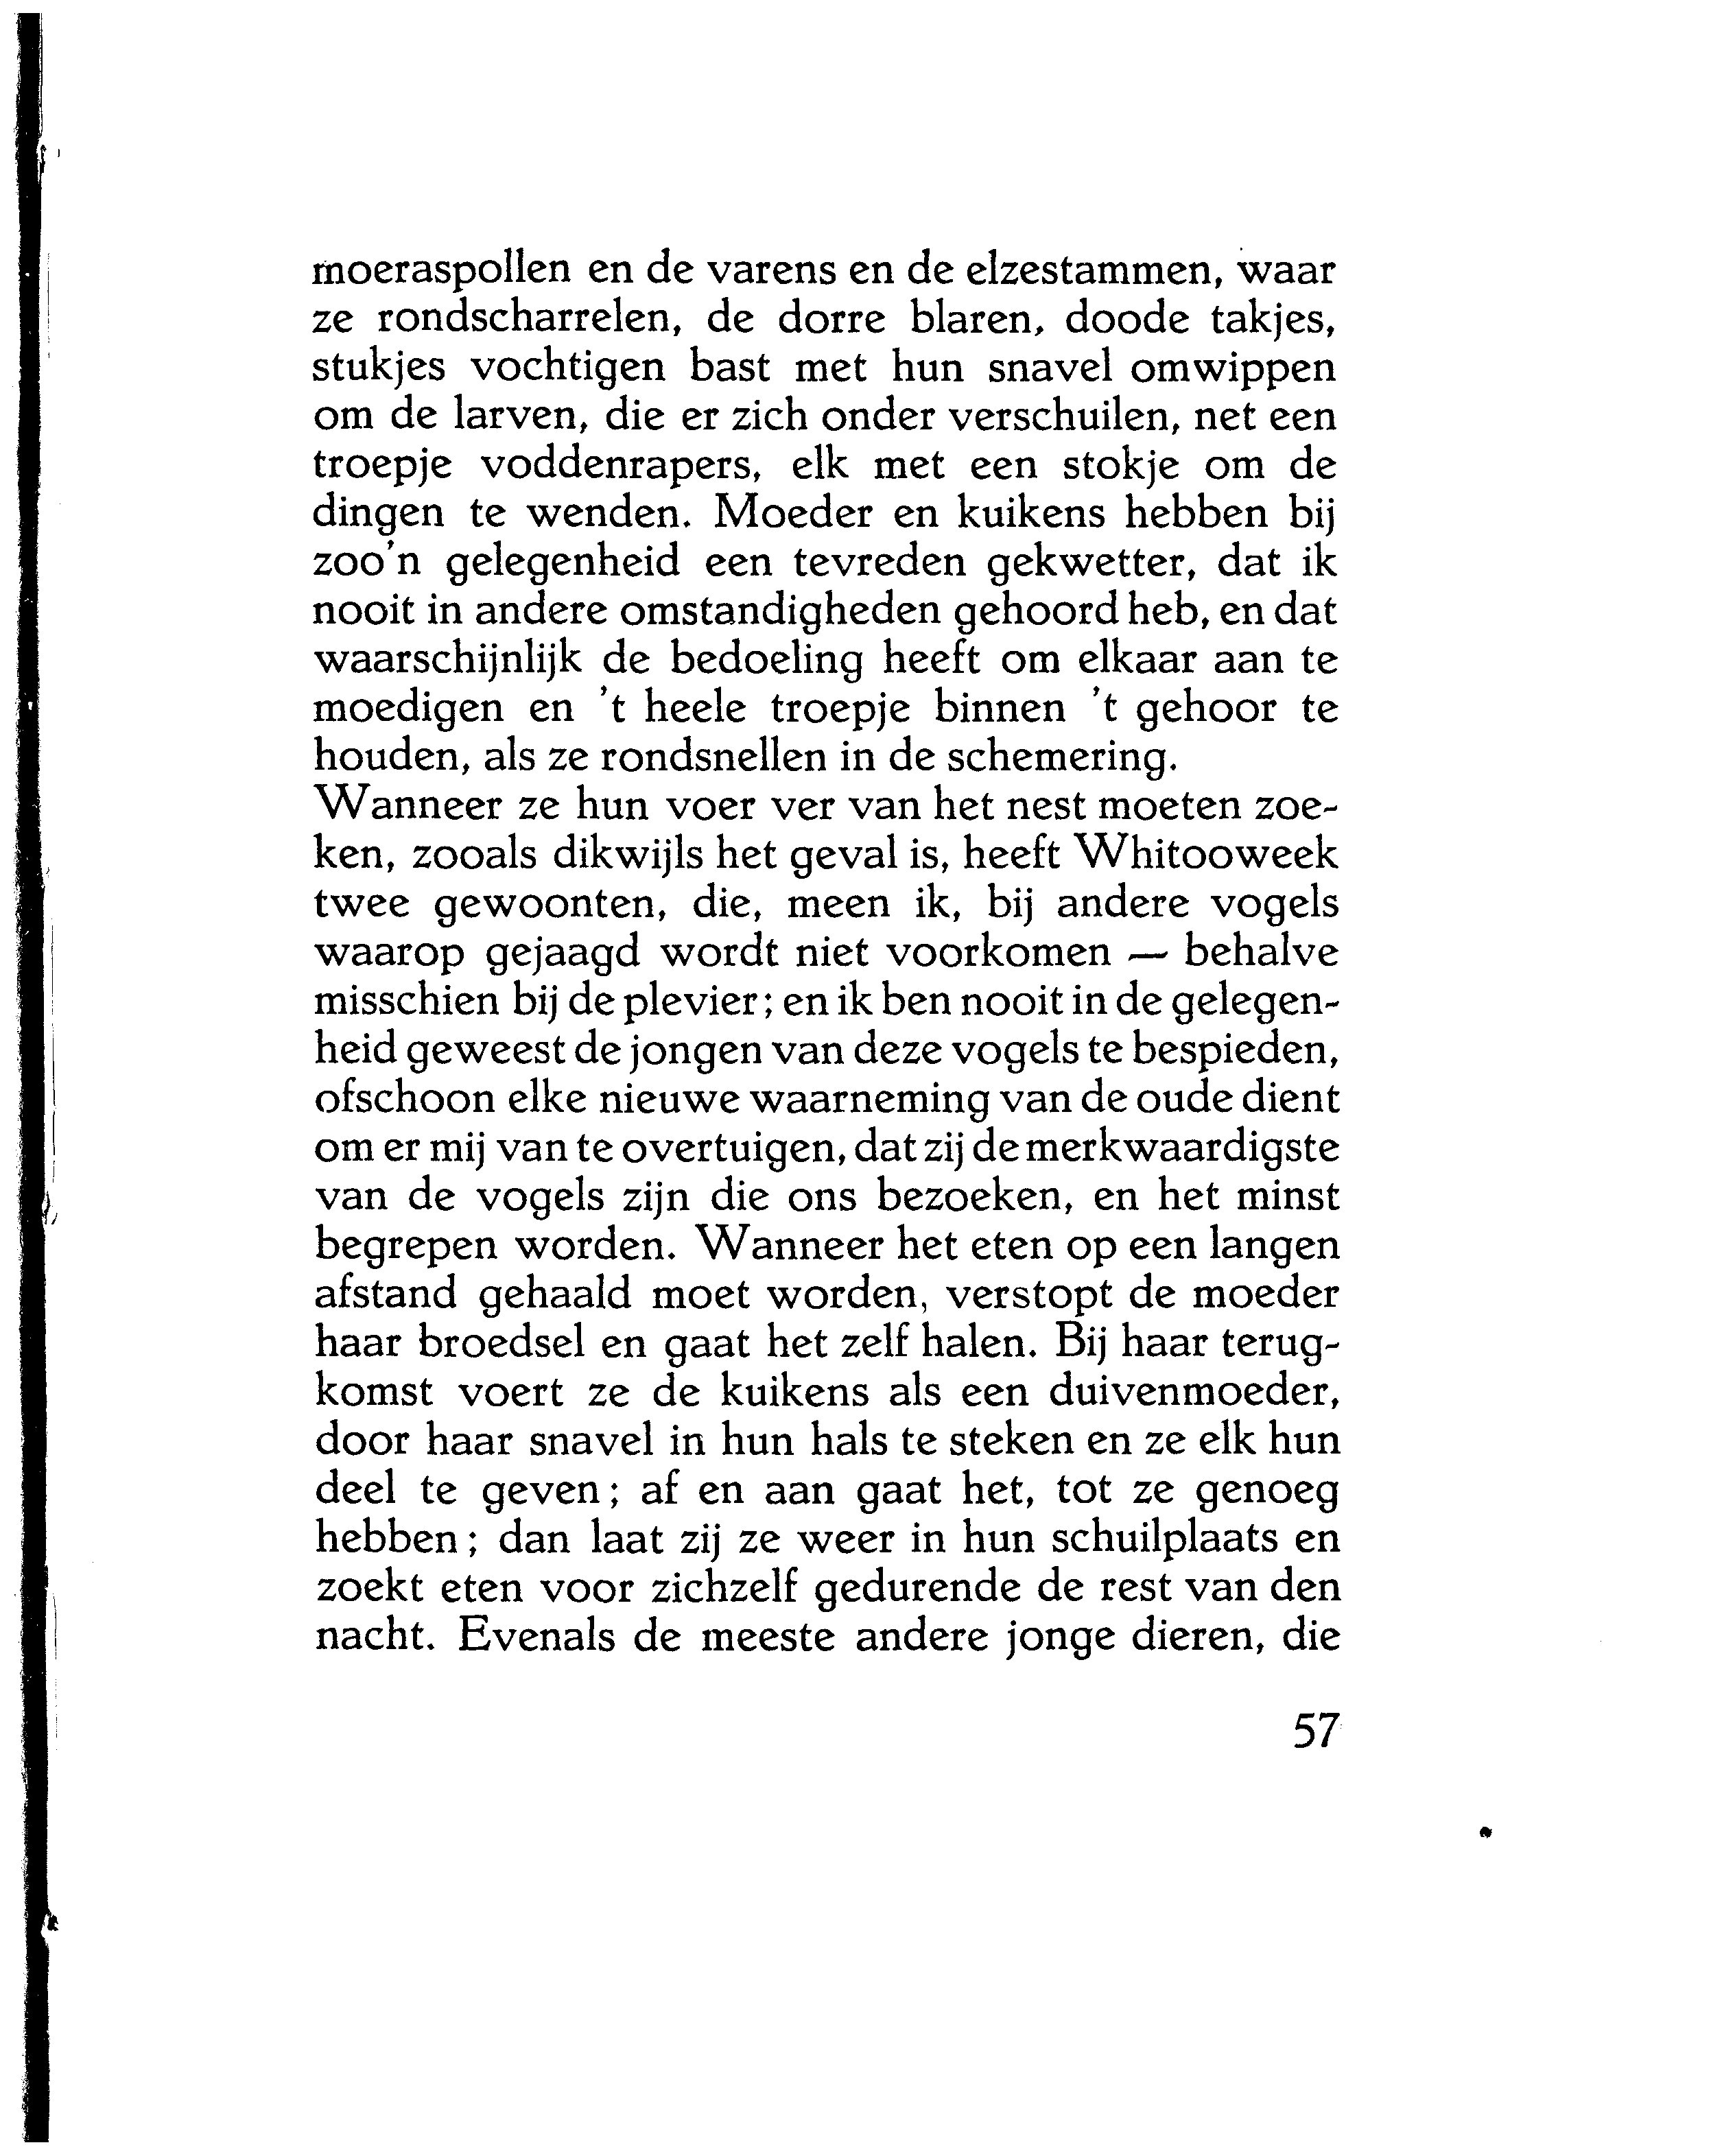 moeraspollen en de varens en de elzestammen, waar
ze rondscharrelen, de dorre blaren, doode takjes,
stukjes vochtigen bast met hun snavel omwippen
om de larven, die er zich onder verschuilen, net een
troepje voddenrapers, elk met een stokje om de
dingen te wenden. Moeder en kuikens hebben bij
zoo'n gelegenheid een tevreden gekwetter, dat ik
nooit in andere omstandigheden gehoord heb, en dat
waarschijnlijk de bedoeling heeft om elkaar aan te
moedigen en 't heele troepje binnen 't gehoor te
houden, als ze rondsnellen in de schemering.
Wanneer ze hun voer ver van het nest moeten zoe-
ken, zooals dikwijls het geval is, heeft Whitooweek
twee gewoonten, die, meen ik, bij andere vogels
waarop gejaagd wordt niet voorkomen — behalve
misschien bij de plevier; en ik ben nooit in de gelegen-
heid geweest de jongen van deze vogels te bespieden,
ofschoon elke nieuwe waarneming van de oude dient
om er mij van te overtuigen, dat zij de merkwaardigste
van de vogels zijn die ons bezoeken, en het minst
begrepen worden. Wanneer het eten op een langen
afstand gehaald moet worden, verstopt de moeder
haar broedsel en gaat het zelf halen. Bij haar terug-
komst voert ze de kuikens als een duivenmoeder,
door haar snavel in hun hals te steken en ze elk hun
deel te geven; af en aan gaat het, tot ze genoeg
hebben; dan laat zij ze weer in hun schuilplaats en
zoekt eten voor zichzelf gedurende de rest van den
nacht. Evenals de meeste andere jonge dieren, die
57